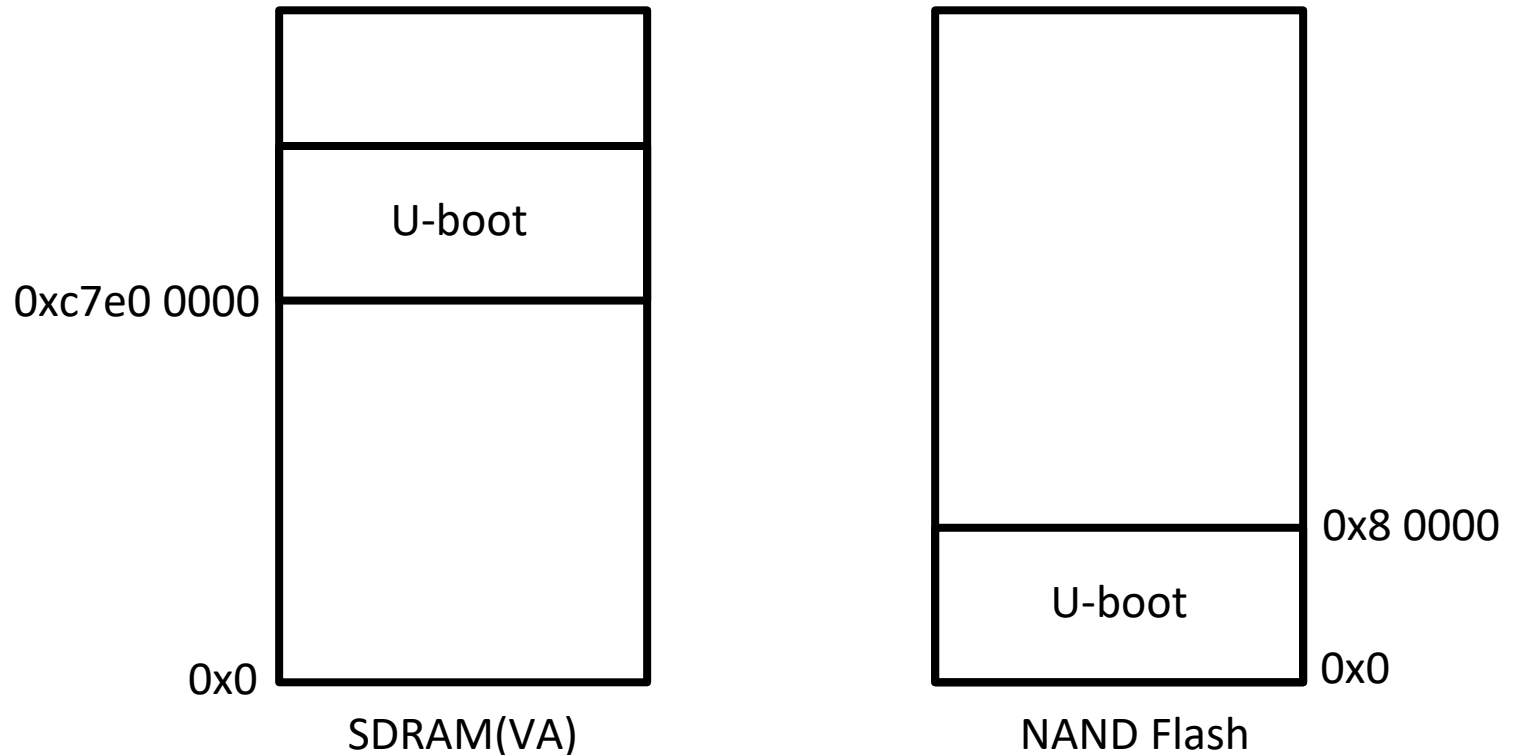 U-boot
0xc7e0 0000
0x0
SDRAM(VA)
0x8 0000
U-boot
0x0
NAND Flash